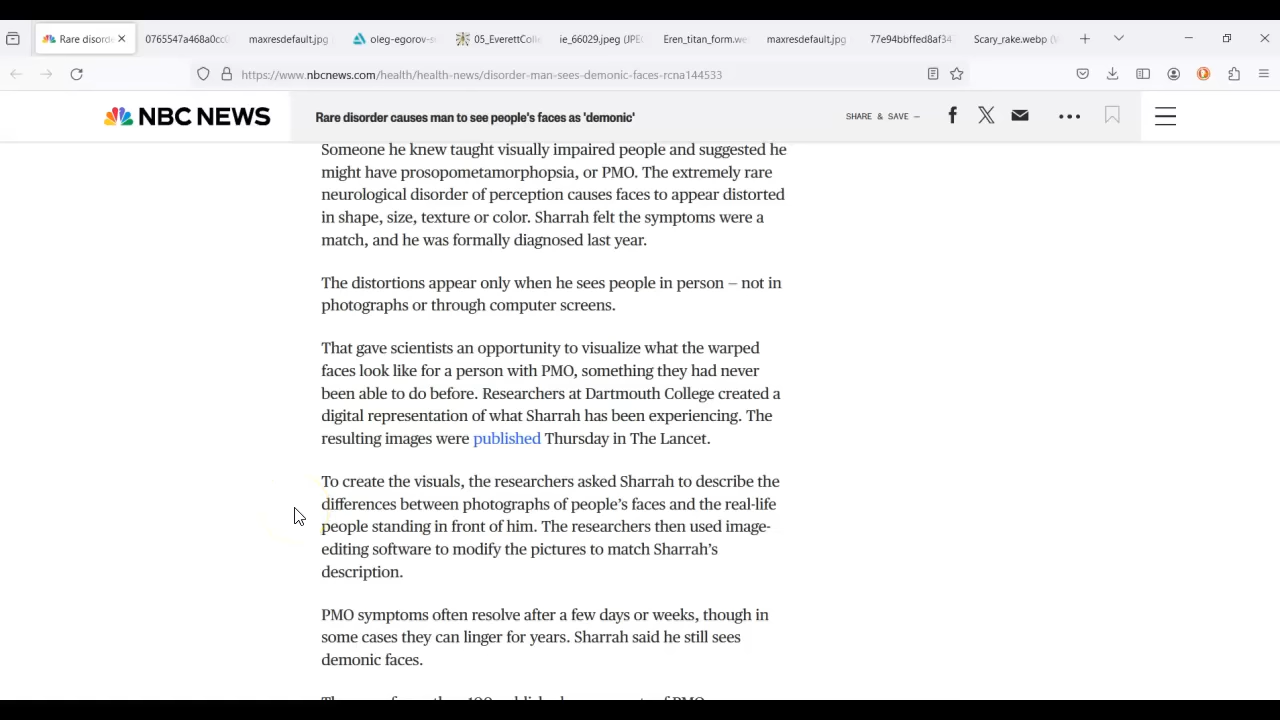 Rare disord
0765547a468a0cc
maxresdefault.jpg
oleg-egorov-s
05_EverettColl
ie_66029.jpeg (JPE
Eren_titan_form.we
maxresdefault.jpg
77e94bbffed8af34
Scary_rake.webp (
https://www.nbcnews.com/health/health-news/disorder-man-sees-demonic-faces-rcna144533
NBC NEWS
Rare disorder causes man to see people's faces as 'demonic'
SHARE & SAVE —
Someone he knew taught visually impaired people and suggested he
might have prosopometamorphopsia, or PMO. The extremely rare
neurological disorder of perception causes faces to appear distorted
in shape, size, texture or color. Sharrah felt the symptoms were a
match, and he was formally diagnosed last year.
The distortions appear only when he sees people in person — not in
photographs or through computer screens.
That gave scientists an opportunity to visualize what the warped
faces look like for a person with PMO, something they had never
been able to do before. Researchers at Dartmouth College created a
digital representation of what Sharrah has been experiencing. The
resulting images were published Thursday in The Lancet.
To create the visuals, the researchers asked Sharrah to describe the
differences between photographs of people's faces and the real-life
people standing in front of him. The researchers then used image-
editing software to modify the pictures to match Sharrah's
description.
PMO symptoms often resolve after a few days or weeks, though in
some cases they can linger for years. Sharrah said he still sees
demonic faces.